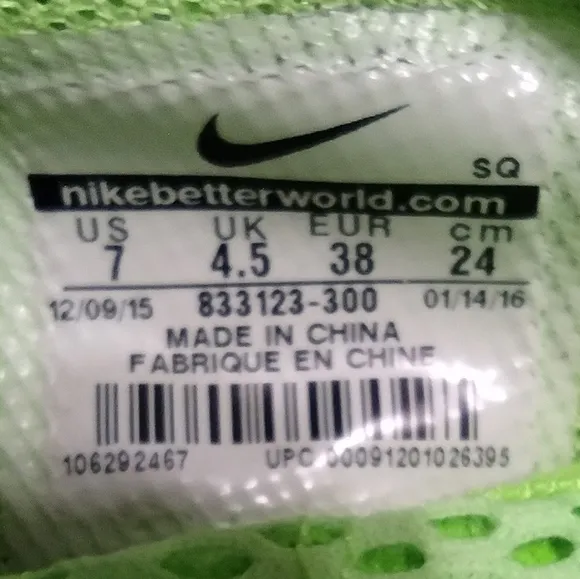 SQ
nikebetterworld.com
US UK EUR cm
7 4.5 38 24
12/09/15 833123-300 01/14/16
MADE IN CHINA
FABRIQUE EN CHINE
106292467 UPC 00091201026395